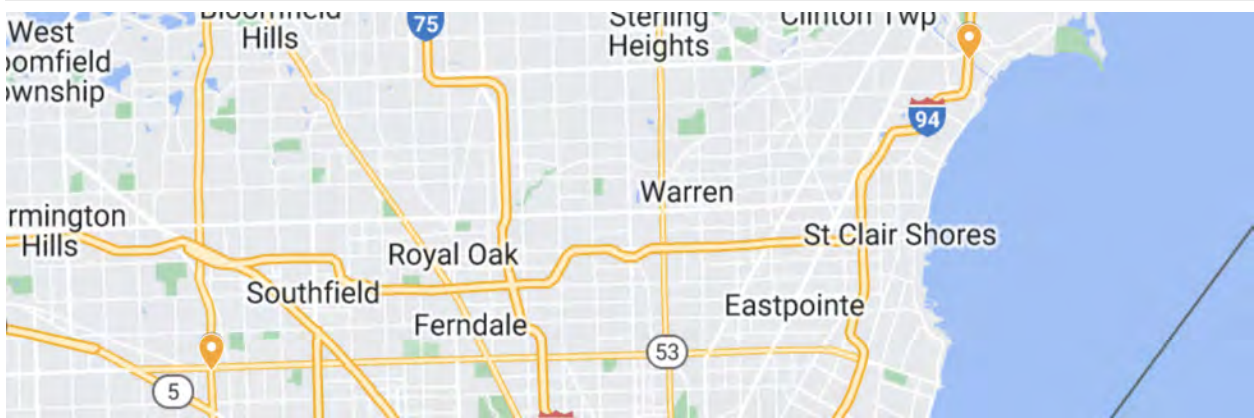 Bloomfield
Hills
75
Sterling
Heights
Clinton Twp
West
oomfield
ownship
94
Warren
rmington
Hills
Royal Oak
St Clair Shores
Southfield
Eastpointe
Ferndale
53
5